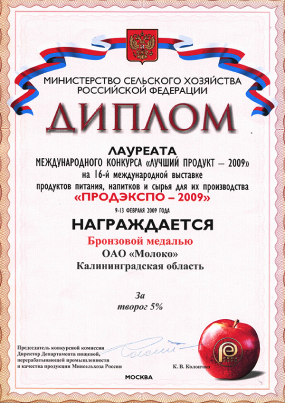 МИНИСТЕРСТВО СЕЛЬСКОГО ХОЗЯЙСТВА
РОССИЙСКОЙ ФЕДЕРАЦИИ
ДИПЛОМ
ЛАУРЕАТА
МЕЖДУНАРОДНОГО КОНКУРСА «ЛУЧШИЙ ПРОДУКТ – 2009»
на 16-й международной выставке
продуктов питания, напитков и сырья для их производства
«ПРОДЭКСПО – 2009»
9-13 ФЕВРАЛЯ 2009 ГОДА
НАГРАЖДАЕТСЯ
Бронзовой медалью
ОАО «Молоко»
Калининградская область
За
творог 5%
Председатель конкурсной комиссии
Директор Департамента пищевой,
перерабатывающей промышленности
и качества продукции Минсельхоза России
К. В. Колончин
МОСКВА